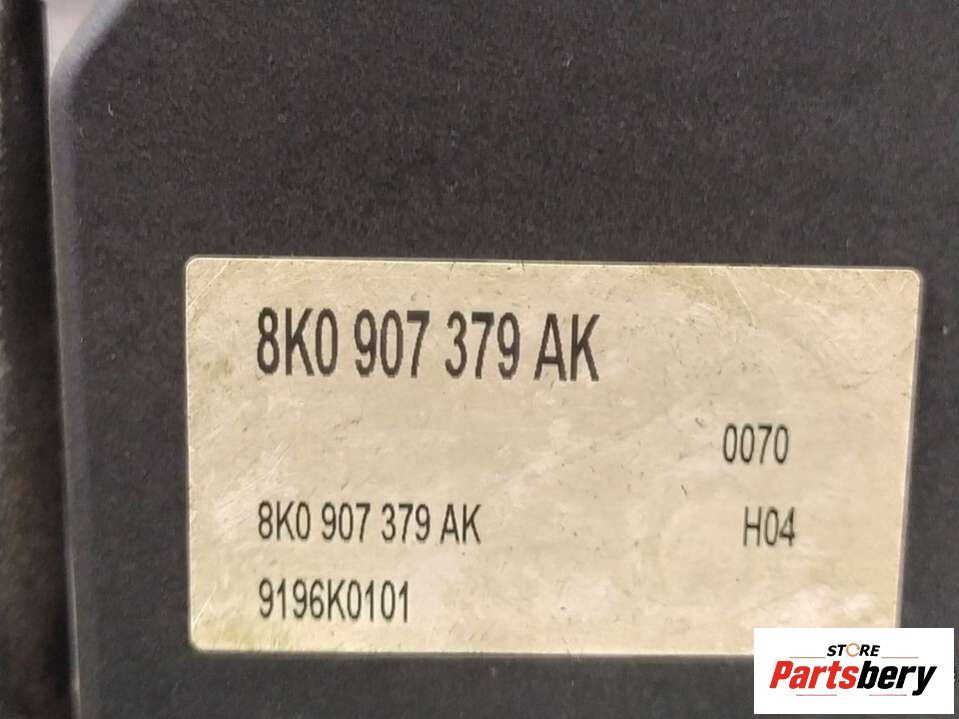 8K0 907 379 AK
0070
8K0 907 379 AK H04
9196K0101
STORE
Partsbery